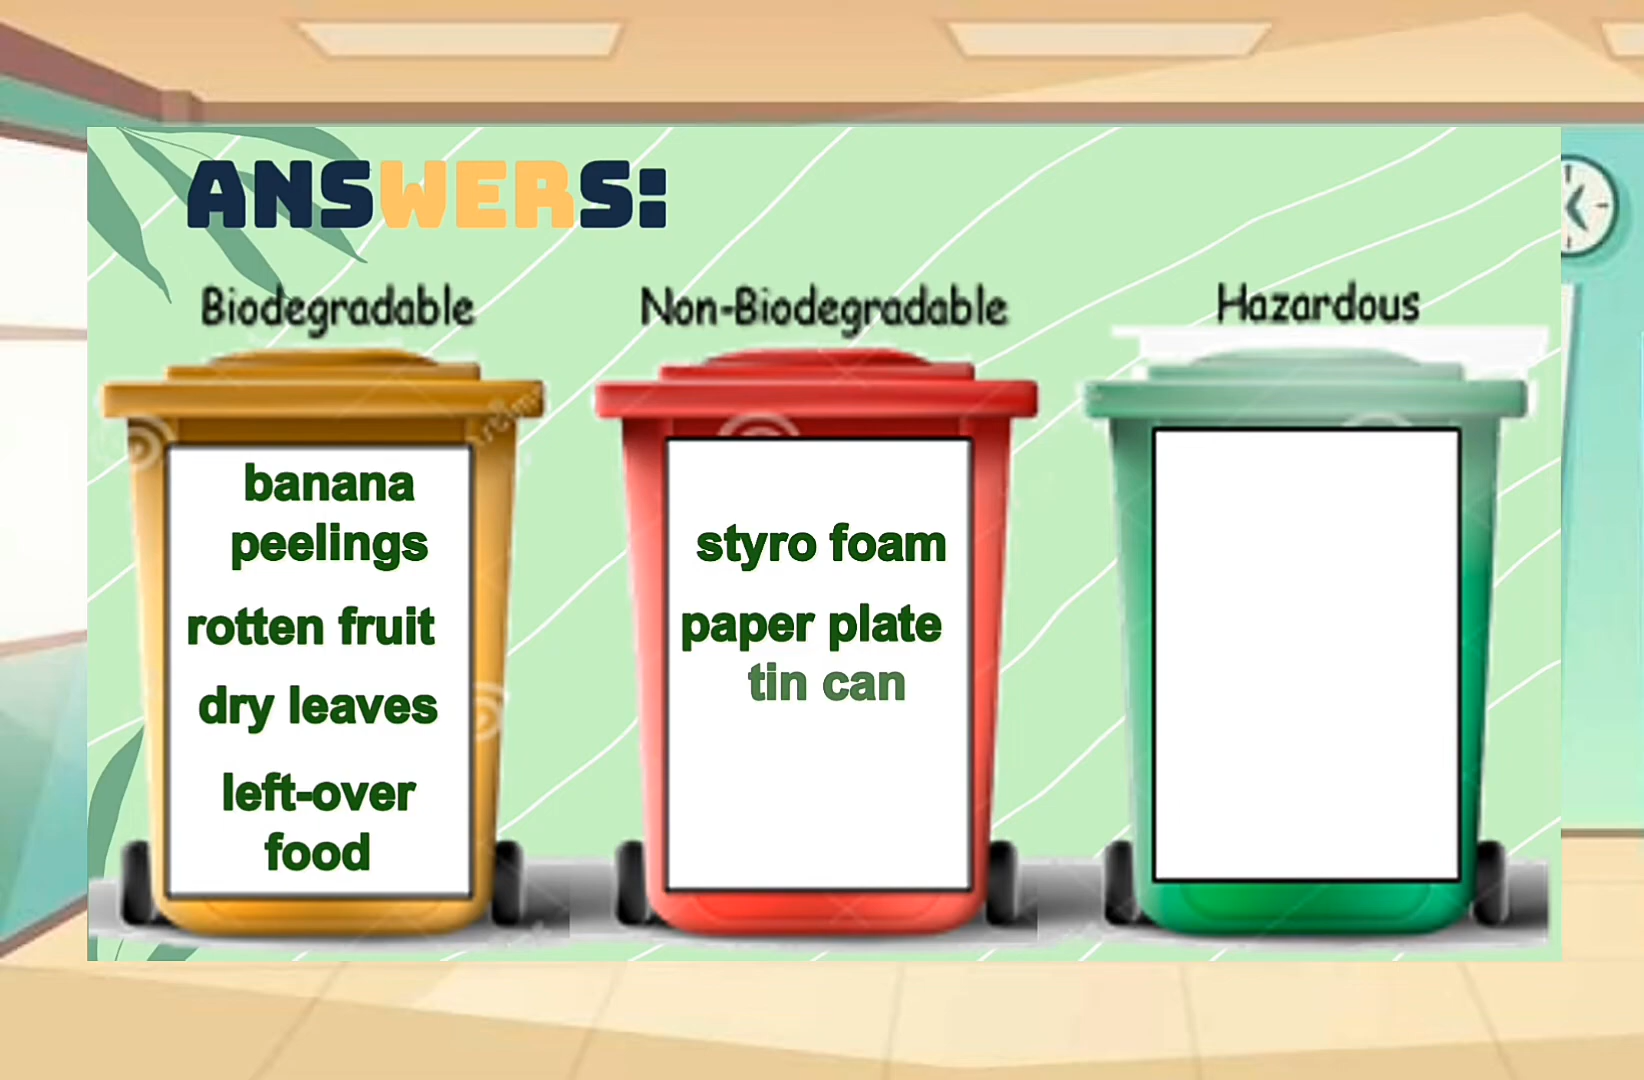 ANSWERS:
Biodegradable
Non-Biodegradable
Hazardous
banana
peelings
rotten fruit
dry leaves
left-over
food
styro foam
paper plate
tin can